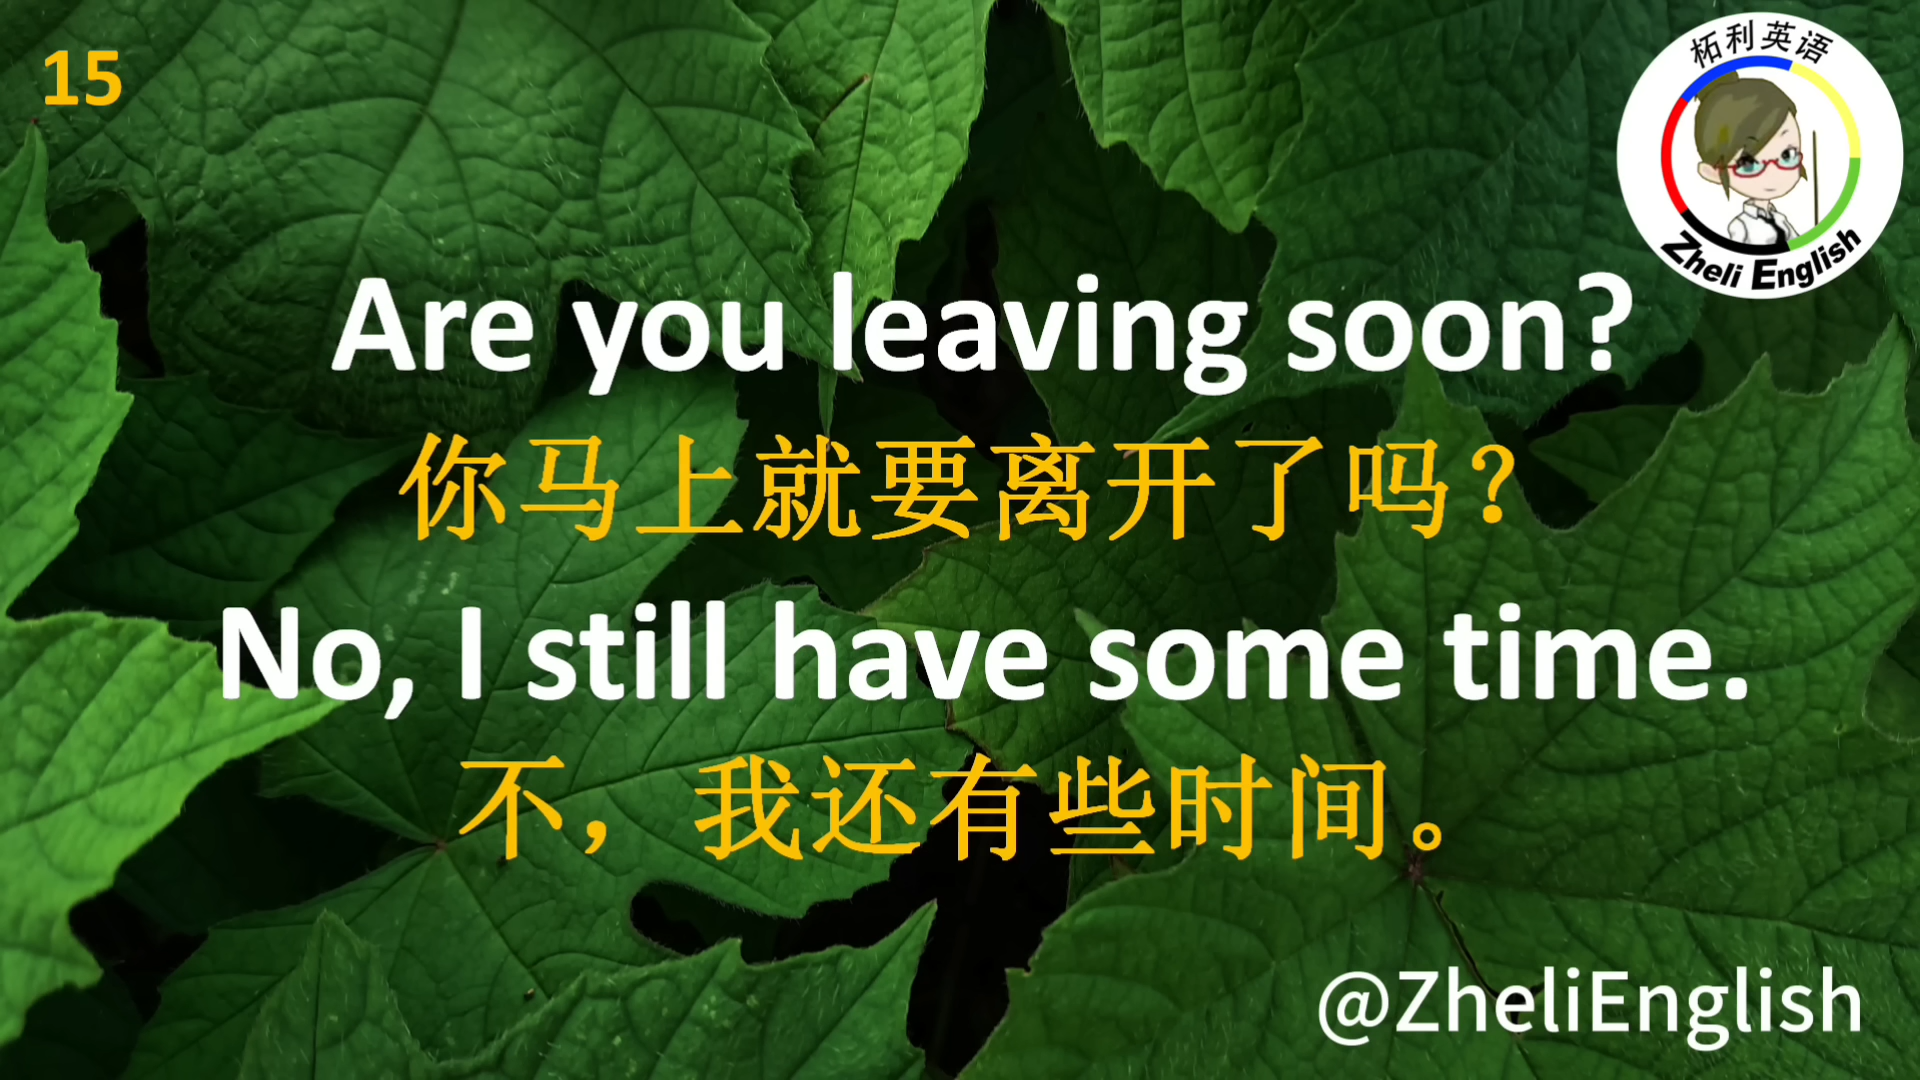 15
柘利英语
Zheli English
Are you leaving soon?
你马上就要离开了吗？
No, I still have some time.
不，我还有些时间。
@ZheliEnglish